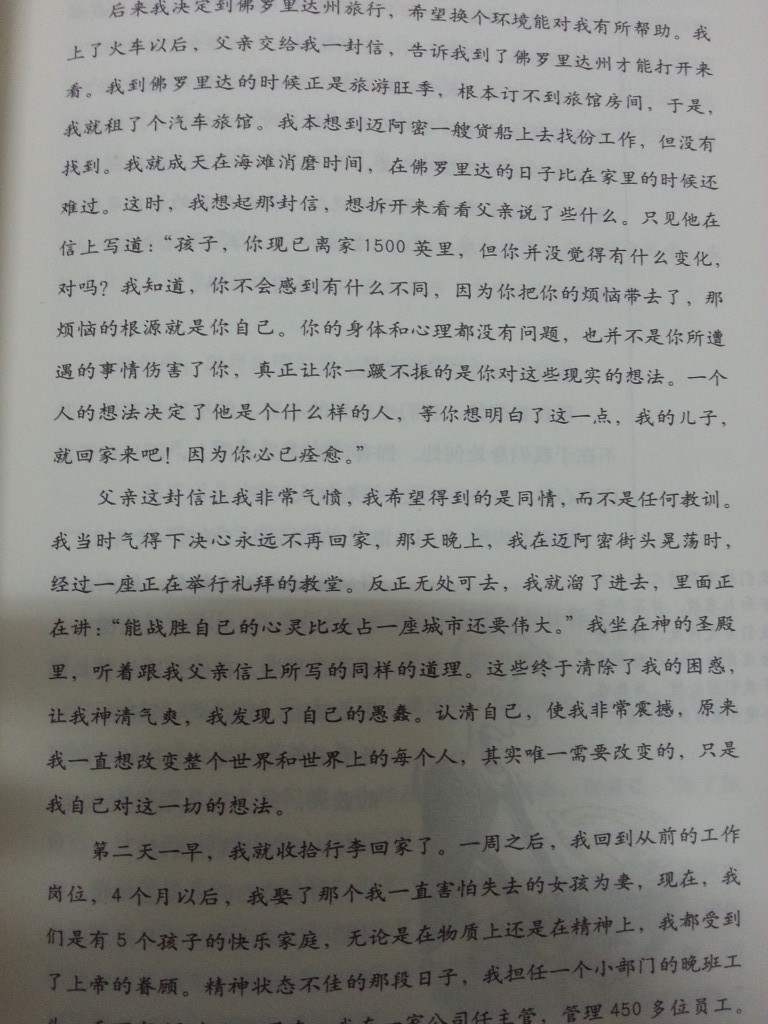 后来我决定到佛罗里达州旅行，希望换个环境能对我有所帮助。我
上了火车以后，父亲交给我一封信，告诉我到了佛罗里达州才能打开来
看。我到佛罗里达的时候正是旅游旺季，根本订不到旅馆房间，于是，
我就租了个汽车旅馆。我本想到迈阿密一艘货船上去找份工作，但没有
找到。我就成天在海滩消磨时间，在佛罗里达的日子比在家里的时候还
难过。这时，我想起那封信，想拆开来看看父亲说了些什么。只见他在
信上写道：“孩子，你现已离家1500英里，但你并没觉得有什么变化，
对吗？我知道，你不会感到有什么不同，因为你把你的烦恼带去了，那
烦恼的根源就是你自己。你的身体和心理都没有问题，也并不是你所遭
遇的事情伤害了你，真正让你一蹶不振的是你对这些现实的想法。一个
人的想法决定了他是个什么样的人，等你想明白了这一点，我的儿子，
就回家来吧！因为你必已痊愈。”
父亲这封信让我非常气愤，我希望得到的是同情，而不是任何教训。
我当时气得下决心永远不再回家，那天晚上，我在迈阿密街头晃荡时，
经过一座正在举行礼拜的教堂。反正无处可去，我就溜了进去，里面正
在讲：“能战胜自己的心灵比攻占一座城市还要伟大。”我坐在神的圣殿
里，听着跟我父亲信上所写的同样的道理。这些终于清除了我的困惑，
让我神清气爽，我发现了自己的愚蠢。认清自己，使我非常震撼，原来
我一直想改变整个世界和世界上的每个人，其实唯一需要改变的，只是
我自己对这一切的想法。
第二天一早，我就收拾行李回家了。一周之后，我回到从前的工作
岗位，4个月以后，我娶了那个我一直害怕失去的女孩为妻，现在，我
们是有5个孩子的快乐家庭，无论是在物质上还是在精神上，我都受到
了上帝的眷顾。精神状态不佳的那段日子，我担任一个小部门的晚班工
在一家公司任主管，管理450多位员工。